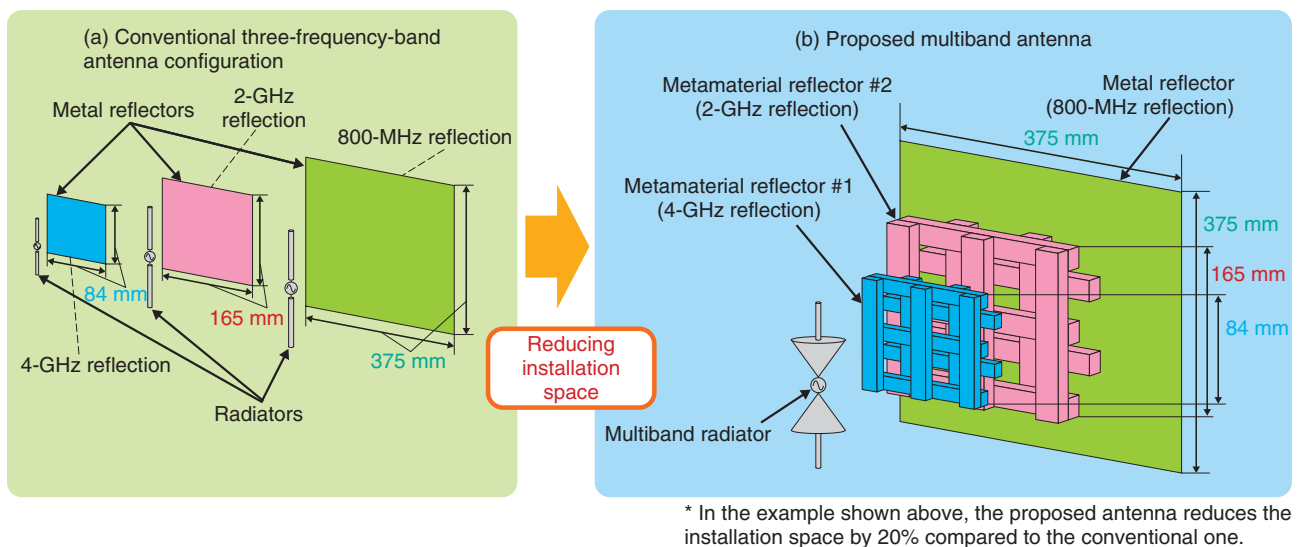 (a) Conventional three-frequency-band
antenna configuration
Metal reflectors
2-GHz
reflection
800-MHz reflection
84 mm
165 mm
375 mm
4-GHz reflection
Radiators
Reducing
installation
space
(b) Proposed multiband antenna
Metamaterial reflector #2
(2-GHz reflection)
Metal reflector
(800-MHz reflection)
375 mm
Metamaterial reflector #1
(4-GHz reflection)
375 mm
165 mm
84 mm
Multiband radiator
* In the example shown above, the proposed antenna reduces the
installation space by 20% compared to the conventional one.